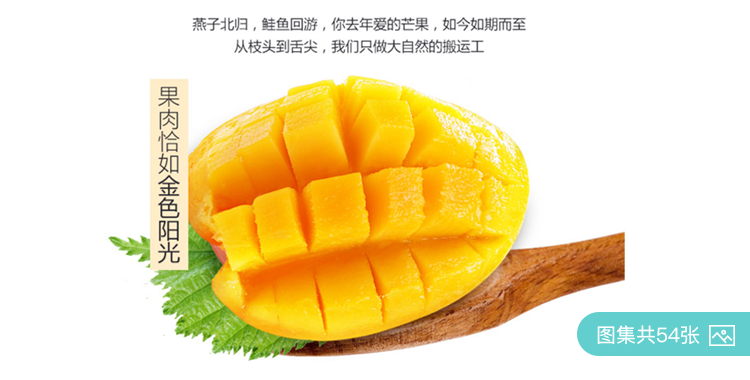 燕子北归，鲑鱼回游，你去年爱的芒果，如今如期而至
从枝头到舌尖，我们只做大自然的搬运工
果肉恰如金色阳光
图集共54张